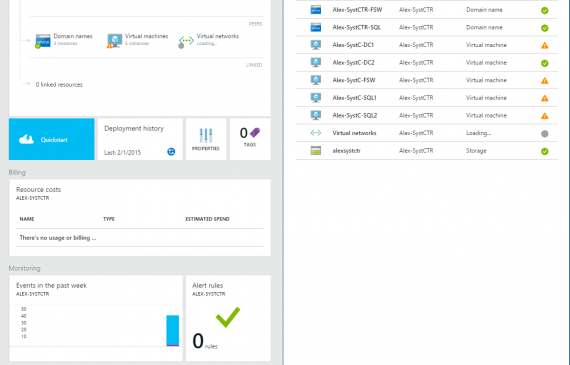 PEERS
Domain names
Virtual machines
5 instances
Virtual networks
Loading...
LINKED
0 linked resources
Quickstart
Deployment history
Last: 2/1/2015
PROPERTIES
0
TAGS
Billing
Resource costs
ALEX-SYSTCTR
NAME TYPE ESTIMATED SPEND
There's no usage or billing ...
Monitoring
Events in the past week
ALEX-SYSTCTR
50
40
30
20
10
Alert rules
ALEX-SYSTCTR
0 rules
Alex-SystCTR-FSW Alex-SystCTR Domain name
Alex-SystCTR-SQL Alex-SystCTR Domain name
Alex-SystC-DC1 Alex-SystCTR Virtual machine
Alex-SystC-DC2 Alex-SystCTR Virtual machine
Alex-SystC-FSW Alex-SystCTR Virtual machine
Alex-SystC-SQL1 Alex-SystCTR Virtual machine
Alex-SystC-SQL2 Alex-SystCTR Virtual machine
Virtual networks Alex-SystCTR Loading...
alexsystctr Alex-SystCTR Storage